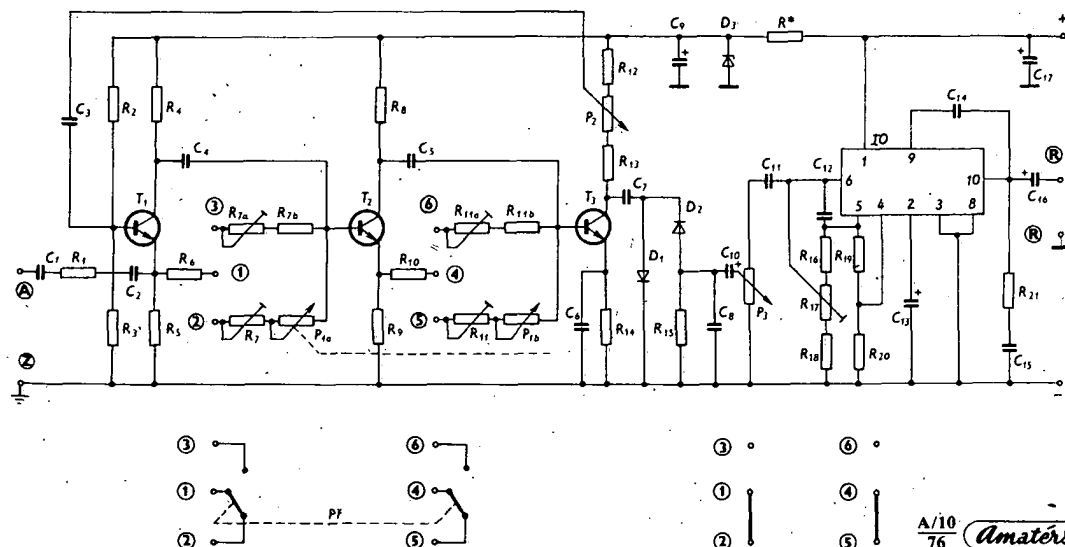 C9
D3
R*
+
C3
R2
R4
R8
R12
P2
R13
C17
C14
IO
C4
C5
C7
C11
C12
1
9
6
10
5
4
2
3
8
R
C16
R
T1
T2
T3
3
R7a
R7b
6
R11a
R11b
D2
D1
C10
P3
R16
R19
R17
R18
R20
C13
R21
C15
A
C1
R1
C2
R6
1
R10
4
Z
R3
R5
2
R7
P1a
R9
5
R11
P1b
C6
R14
R15
C8
–
3
6
3
6
1
4
1
4
2
PŘ
5
2
5
A/10
76